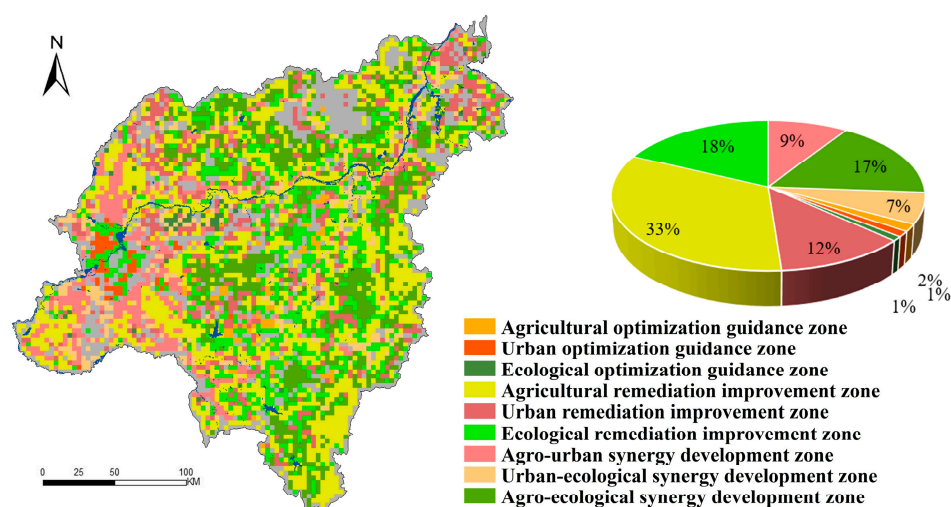 N
18%
9%
17%
7%
33%
12%
2%
1%
1%
Agricultural optimization guidance zone
Urban optimization guidance zone
Ecological optimization guidance zone
Agricultural remediation improvement zone
Urban remediation improvement zone
Ecological remediation improvement zone
Agro-urban synergy development zone
Urban-ecological synergy development zone
Agro-ecological synergy development zone
0 25 50 100
KM